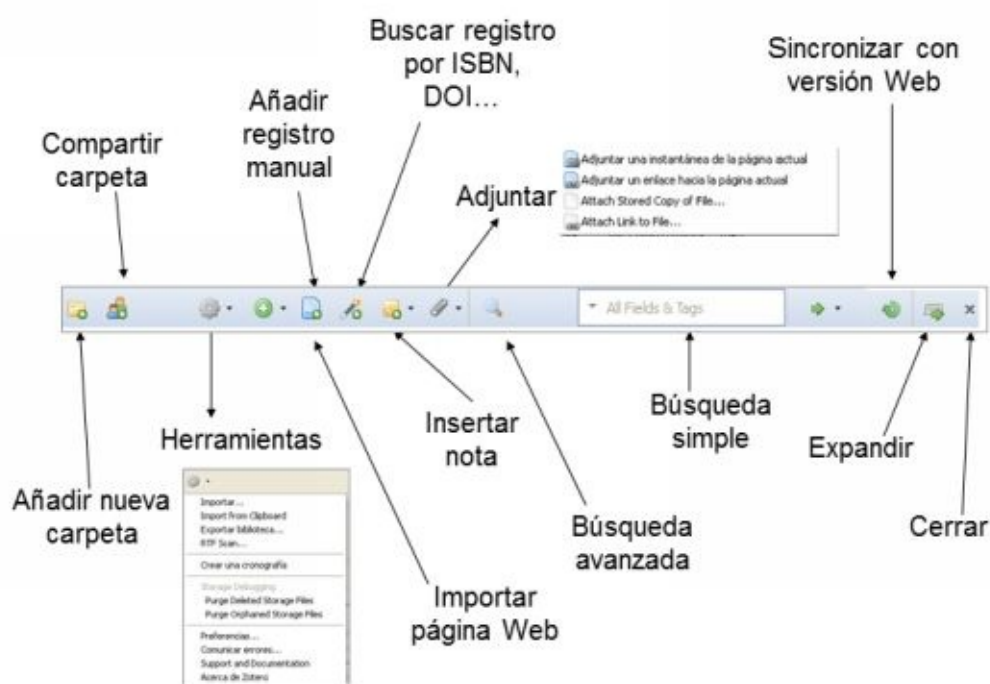 Buscar registro
por ISBN,
DOI...
Sincronizar con
versión Web
Añadir
registro
manual
Compartir
carpeta
Adjuntar
Adjuntar una instantánea de la página actual
Adjuntar un enlace hacia la página actual
Attach Stored Copy of File...
Attach Link to File...
All Fields & Tags
Herramientas
Insertar
nota
Búsqueda
simple
Expandir
Añadir nueva
carpeta
Búsqueda
avanzada
Cerrar
Importar
página Web
Importar...
Import From Clipboard
Exportar biblioteca...
RTF Scan...
Crear una cronografía
Storage Debugging
Purge Deleted Storage Files
Purge Orphaned Storage Files
Preferencias...
Comunicar errores...
Support and Documentation
Acerca de Zotero